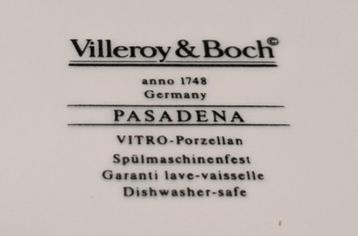 Villeroy & Boch©
anno 1748
Germany
PASADENA
VITRO-Porzellan
Spülmaschinenfest
Garanti lave-vaisselle
Dishwasher-safe